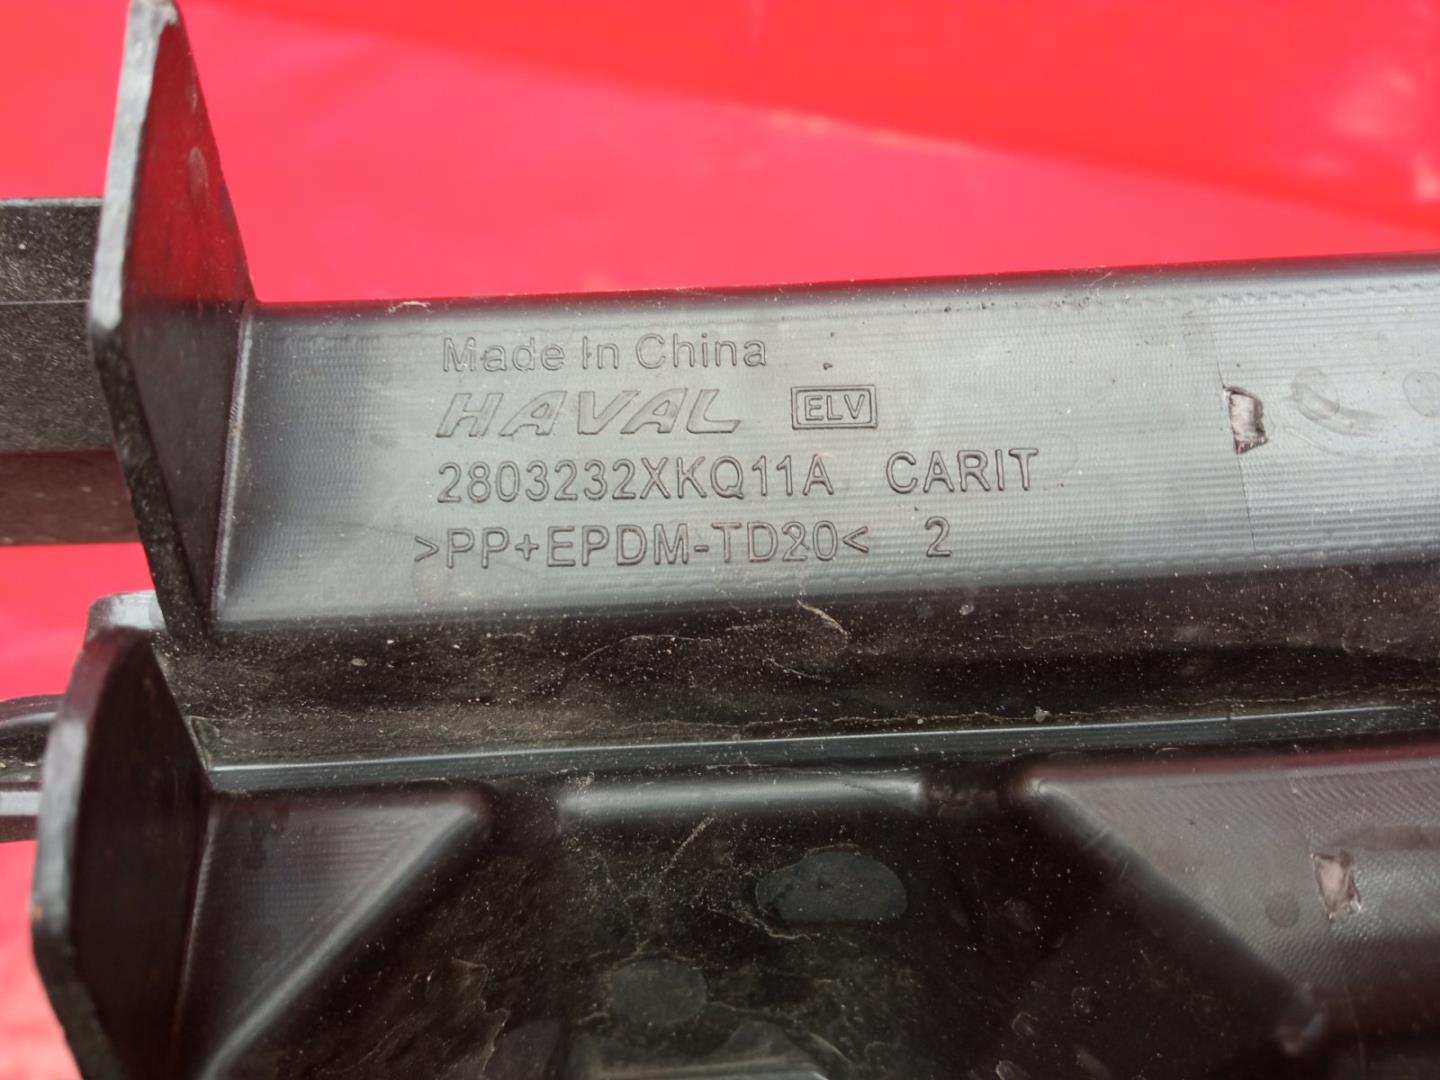 Made In China
HAVAL ELV
2803232XKQ11A CARIT
>PP+EPDM-TD20< 2